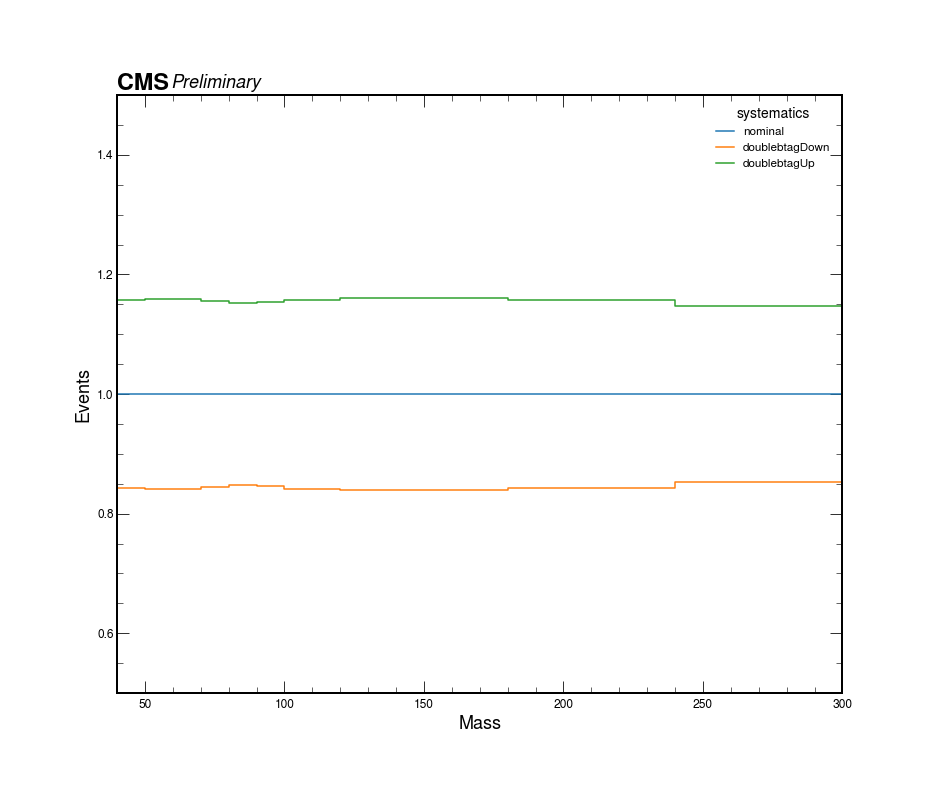 CMS Preliminary
systematics
nominal
doublebtagDown
doublebtagUp
1.4
1.2
1.0
0.8
0.6
Events
50 100 150 200 250 300
Mass